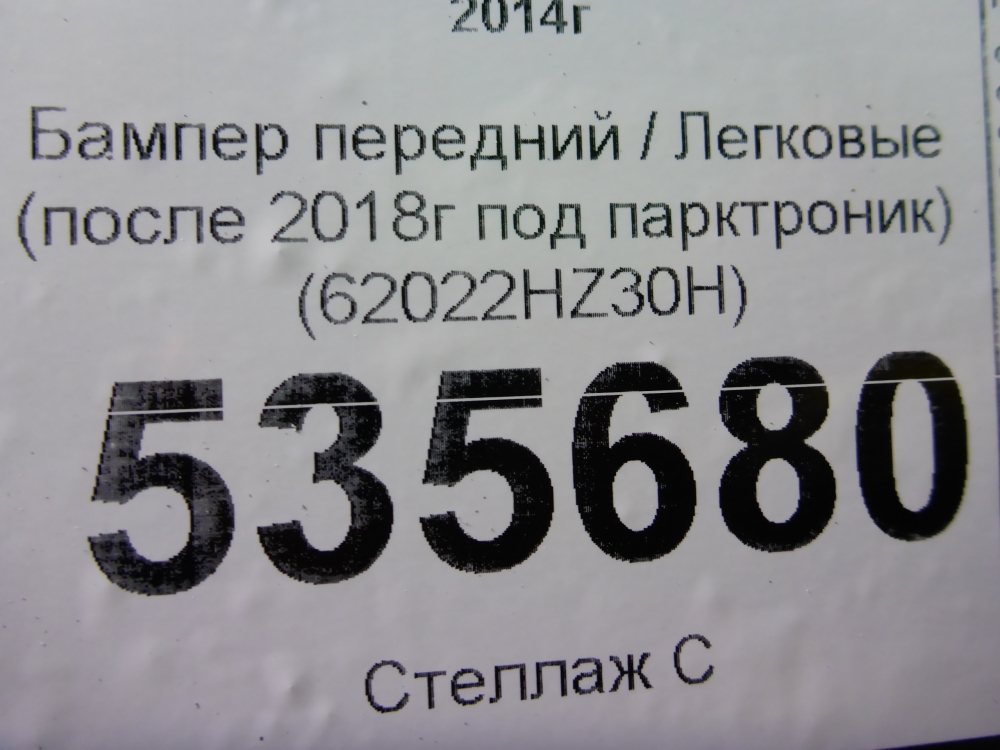 2014г
Бампер передний / Легковые
(после 2018г под парктроник)
(62022HZ30H)
535680
Стеллаж С